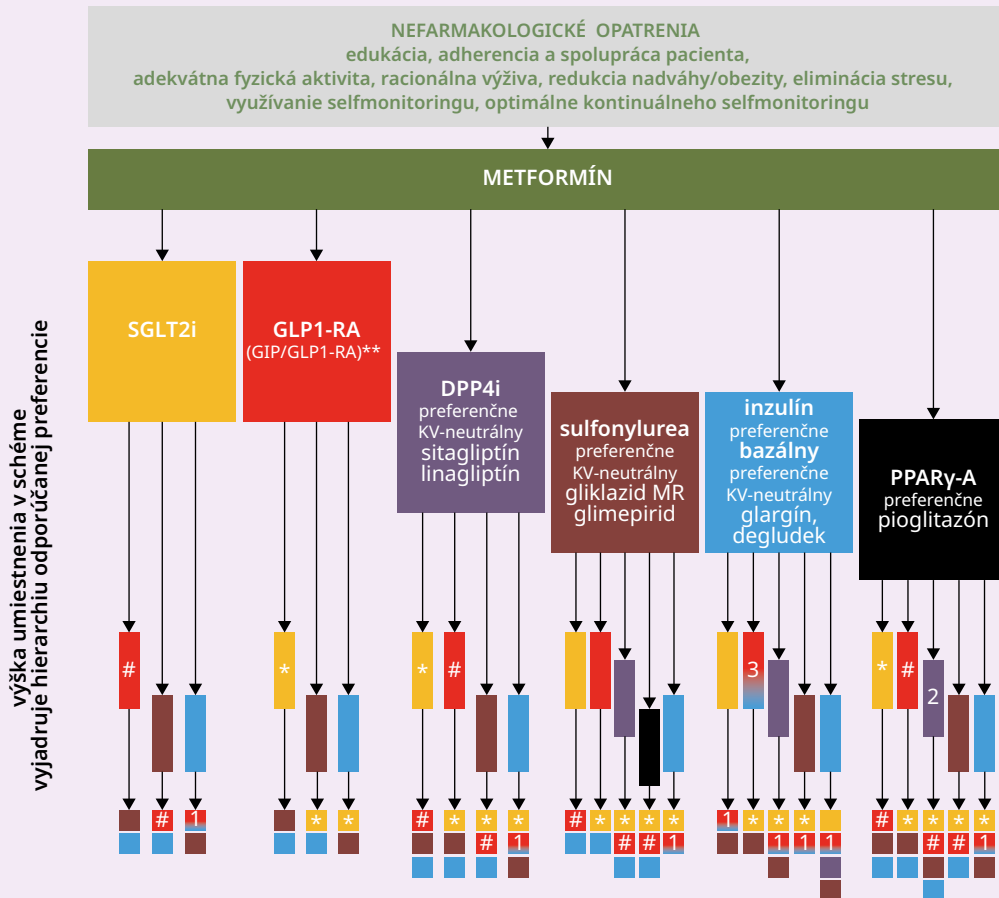 NEFARMAKOLOGICKÉ OPATRENIA
edukácia, adherencia a spolupráca pacienta,
adekvátna fyzická aktivita, racionálna výživa, redukcia nadváhy/obezity, eliminácia stresu,
využívanie selfmonitoringu, optimálne kontinuálneho selfmonitoringu
METFORMÍN
výška umiestnenia v schéme
vyjadruje hierarchiu odporúčanej preferencie
SGLT2i
GLP1-RA
(GIP/GLP1-RA)**
DPP4i
preferenčne
KV-neutrálny
sitagliptín
linagliptín
sulfonylurea
preferenčne
KV-neutrálny
gliklazid MR
glimepirid
inzulín
preferenčne
bazálny
preferenčne
KV-neutrálny
glargín,
degludek
PPARγ-A
preferenčne
pioglitazón
# * * # 3 * # 2
# 1 * * # * * * # * * * * 1 * * * # * * * *
# 1 # # 1 1 1 1 # # 1